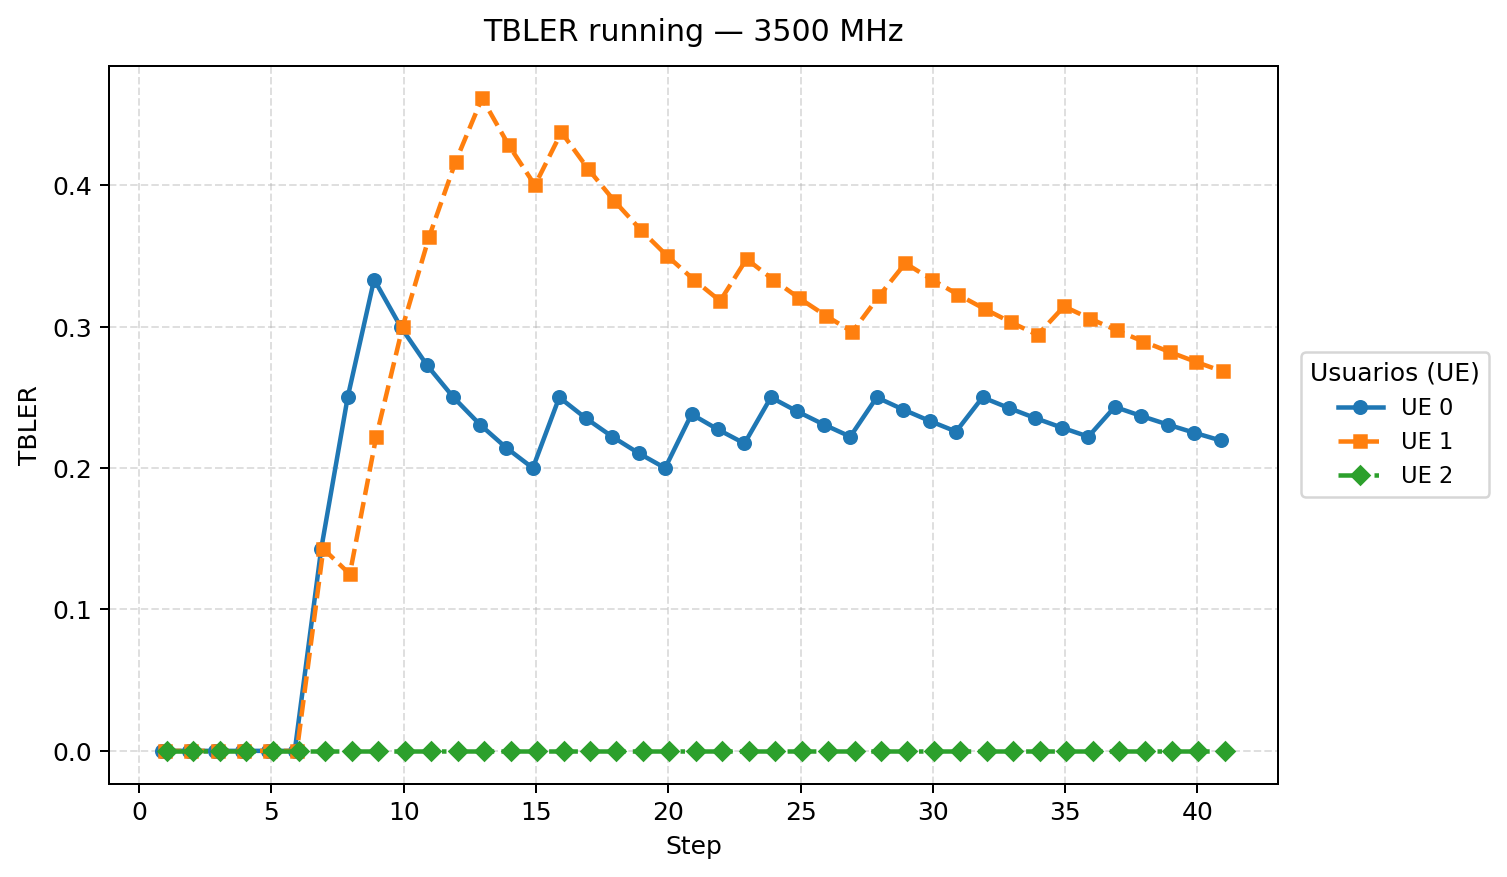 TBLER running — 3500 MHz
TBLER
0.4
0.3
0.2
0.1
0.0
0 5 10 15 20 25 30 35 40
Step
Usuarios (UE)
UE 0
UE 1
UE 2